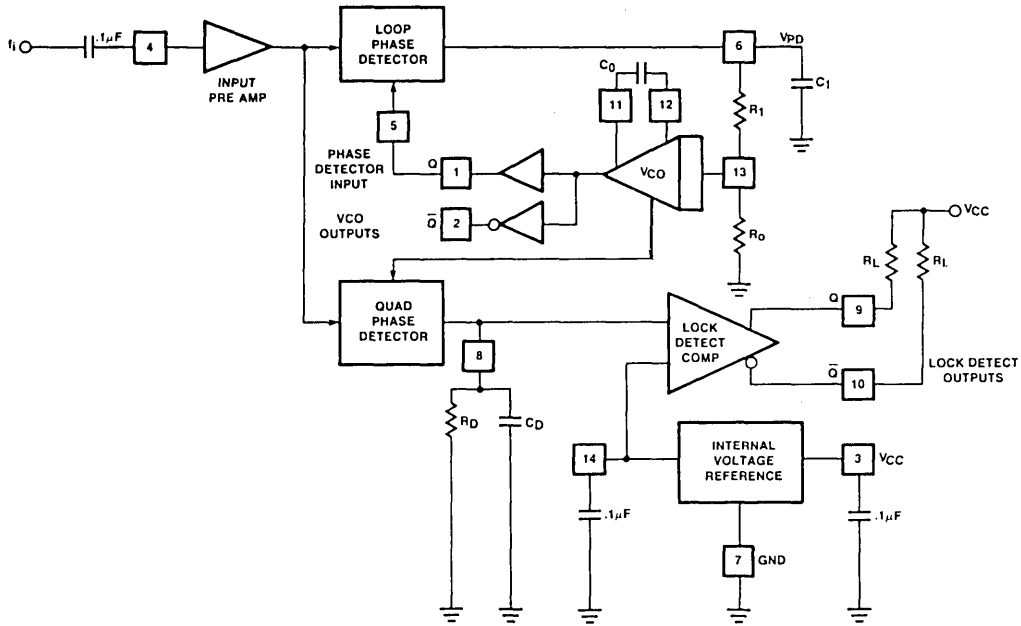 fi
.1μF
4
INPUT
PRE AMP
LOOP
PHASE
DETECTOR
6
VPD
C1
R1
C0
11
12
5
PHASE
DETECTOR
INPUT
Q
1
VCO
13
VCO
OUTPUTS
Q̅
2
Ro
VCC
RL
RL
QUAD
PHASE
DETECTOR
8
RD
CD
LOCK
DETECT
COMP
Q
9
Q̅
10
LOCK DETECT
OUTPUTS
14
.1μF
INTERNAL
VOLTAGE
REFERENCE
3
VCC
.1μF
7
GND